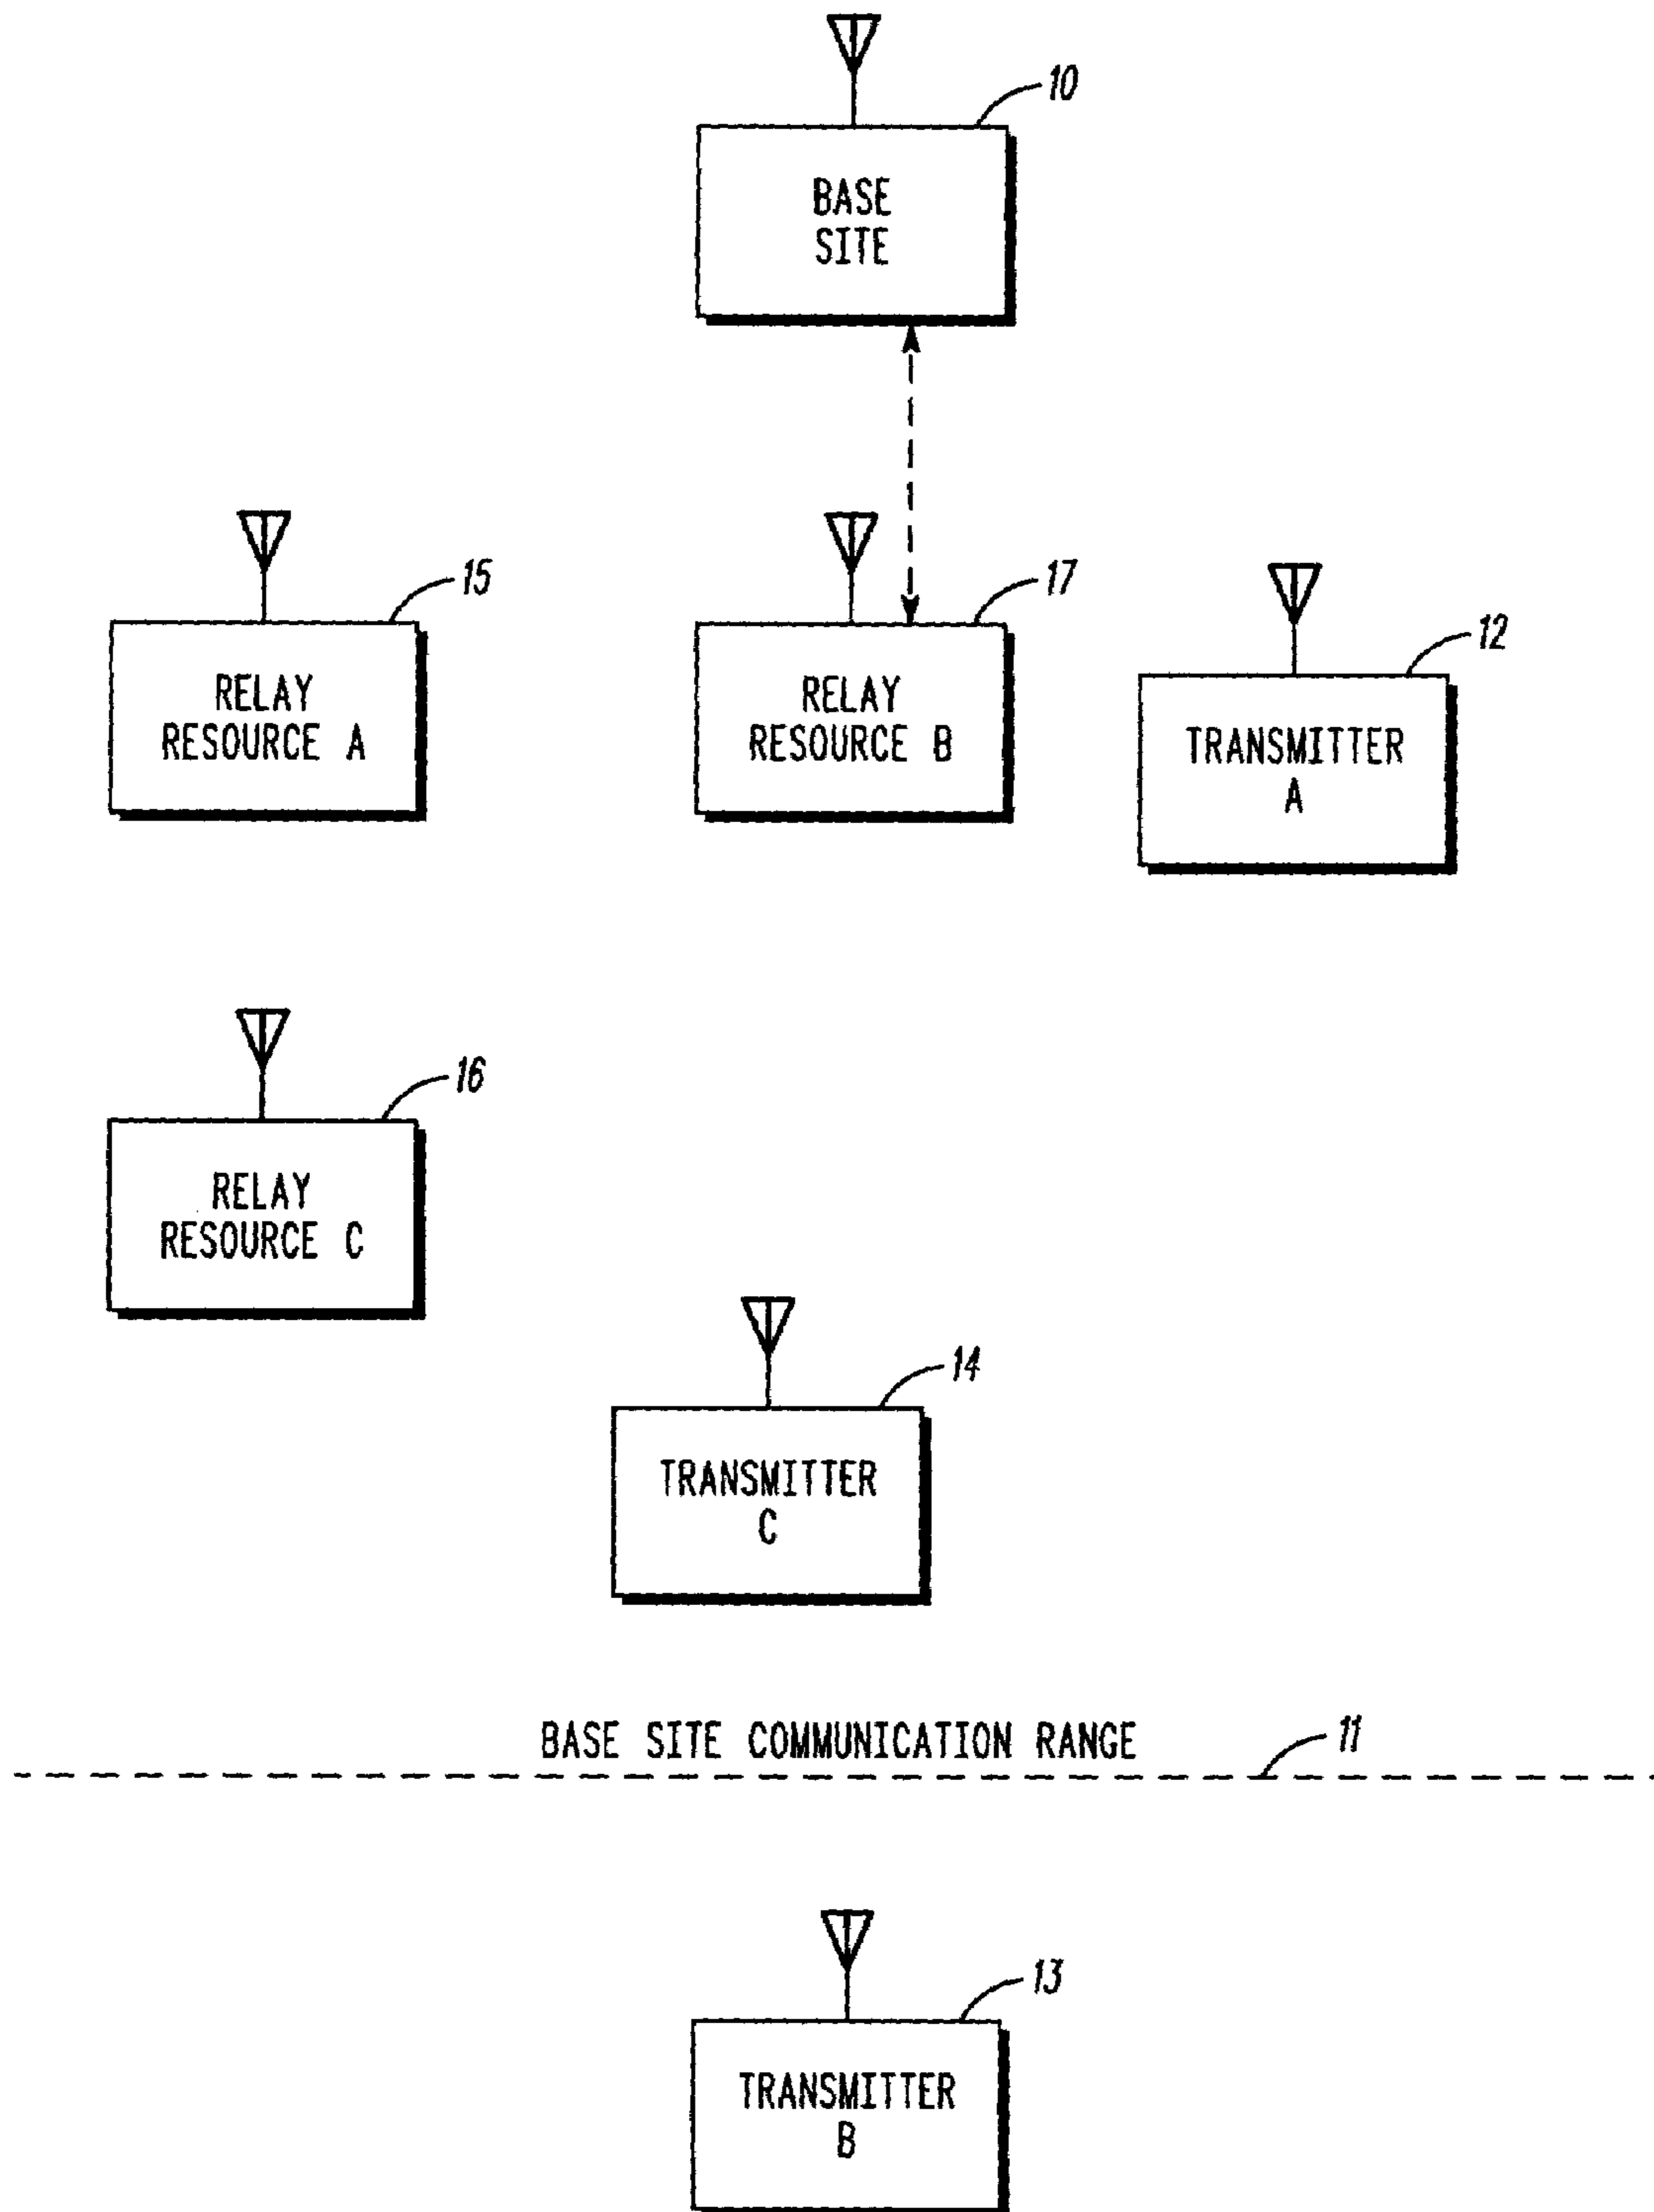 10
BASE
SITE
15
17
12
RELAY
RESOURCE A
RELAY
RESOURCE B
TRANSMITTER
A
16
RELAY
RESOURCE C
14
TRANSMITTER
C
BASE SITE COMMUNICATION RANGE
11
13
TRANSMITTER
B